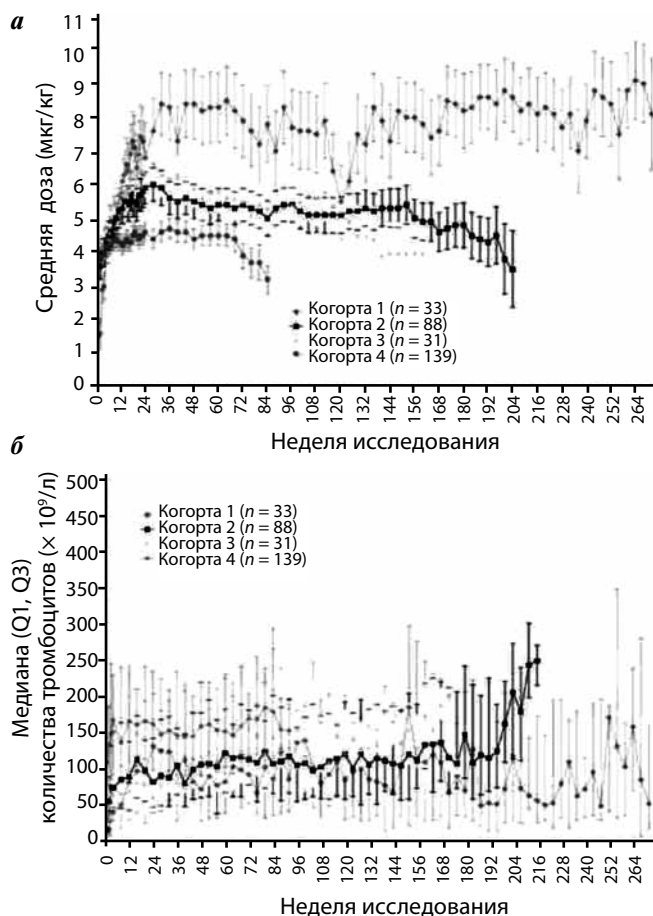 а
11
10
9
8
7
6
5
4
3
2
1
0
Средняя доза (мкг/кг)
Когорта 1 (n = 33)
Когорта 2 (n = 88)
Когорта 3 (n = 31)
Когорта 4 (n = 139)
0 12 24 36 48 60 72 84 96 108 120 132 144 156 168 180 192 204 216 228 240 252 264
Неделя исследования
б
500
450
400
350
300
250
200
150
100
50
0
Медиана (Q1, Q3)
количества тромбоцитов (× 10⁹/л)
Когорта 1 (n = 33)
Когорта 2 (n = 88)
Когорта 3 (n = 31)
Когорта 4 (n = 139)
0 12 24 36 48 60 72 84 96 108 120 132 144 156 168 180 192 204 216 228 240 252 264
Неделя исследования